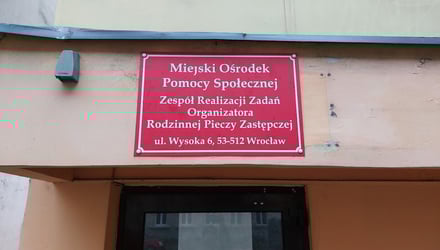 Miejski Ośrodek
Pomocy Społecznej
Zespół Realizacji Zadań
Organizatora
Rodzinnej Pieczy Zastępczej
ul. Wysoka 6, 53-512 Wrocław